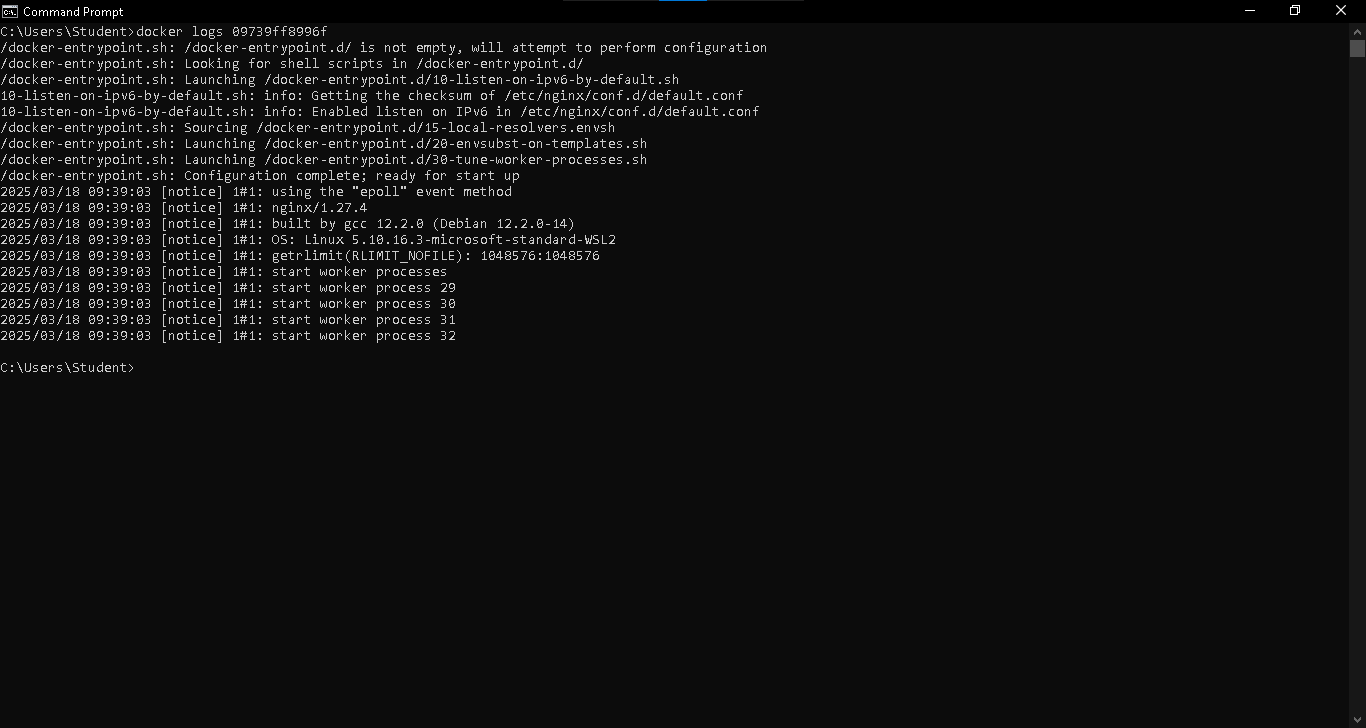 Command Prompt
C:\Users\Student>docker logs 09739ff8996f
/docker-entrypoint.sh: /docker-entrypoint.d/ is not empty, will attempt to perform configuration
/docker-entrypoint.sh: Looking for shell scripts in /docker-entrypoint.d/
/docker-entrypoint.sh: Launching /docker-entrypoint.d/10-listen-on-ipv6-by-default.sh
10-listen-on-ipv6-by-default.sh: info: Getting the checksum of /etc/nginx/conf.d/default.conf
10-listen-on-ipv6-by-default.sh: info: Enabled listen on IPv6 in /etc/nginx/conf.d/default.conf
/docker-entrypoint.sh: Sourcing /docker-entrypoint.d/15-local-resolvers.envsh
/docker-entrypoint.sh: Launching /docker-entrypoint.d/20-envsubst-on-templates.sh
/docker-entrypoint.sh: Launching /docker-entrypoint.d/30-tune-worker-processes.sh
/docker-entrypoint.sh: Configuration complete; ready for start up
2025/03/18 09:39:03 [notice] 1#1: using the "epoll" event method
2025/03/18 09:39:03 [notice] 1#1: nginx/1.27.4
2025/03/18 09:39:03 [notice] 1#1: built by gcc 12.2.0 (Debian 12.2.0-14)
2025/03/18 09:39:03 [notice] 1#1: OS: Linux 5.10.16.3-microsoft-standard-WSL2
2025/03/18 09:39:03 [notice] 1#1: getrlimit(RLIMIT_NOFILE): 1048576:1048576
2025/03/18 09:39:03 [notice] 1#1: start worker processes
2025/03/18 09:39:03 [notice] 1#1: start worker process 29
2025/03/18 09:39:03 [notice] 1#1: start worker process 30
2025/03/18 09:39:03 [notice] 1#1: start worker process 31
2025/03/18 09:39:03 [notice] 1#1: start worker process 32
C:\Users\Student>